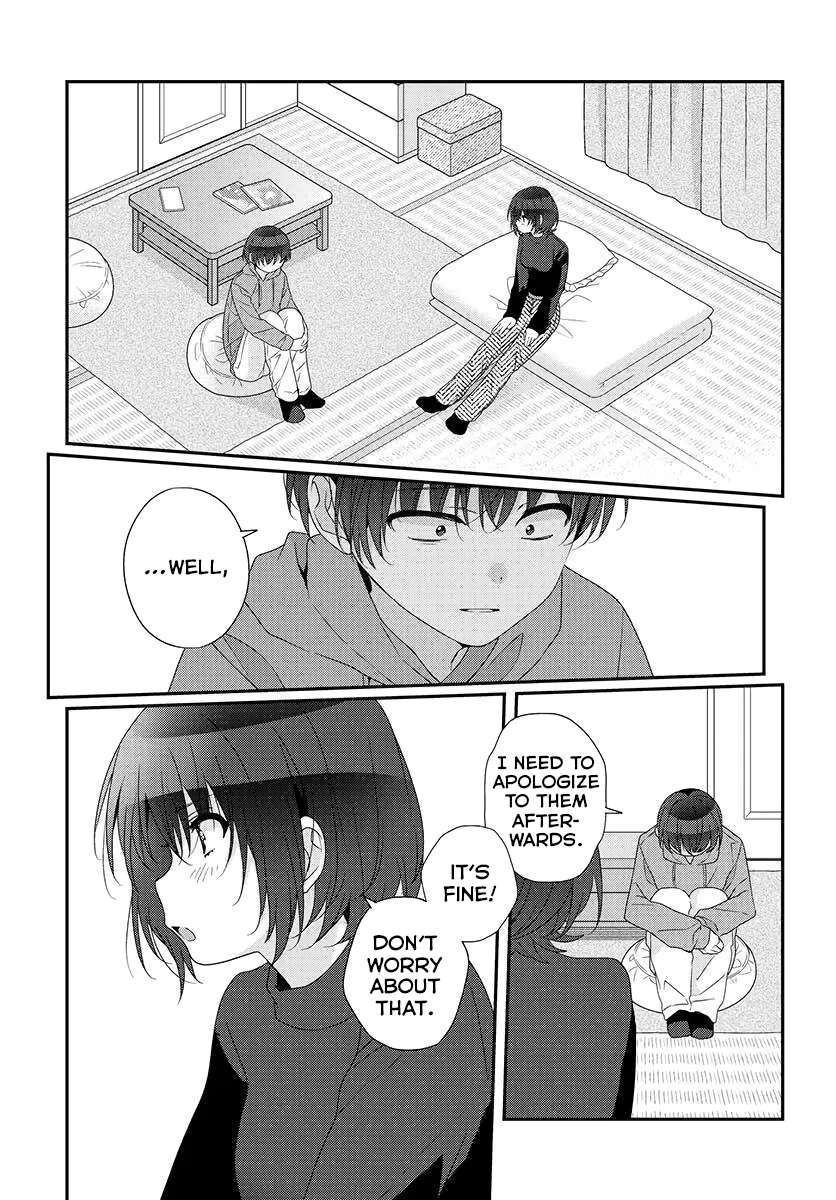 ...WELL,
I NEED TO
APOLOGIZE
TO THEM
AFTER-
WARDS.
IT'S
FINE!
DON'T
WORRY
ABOUT
THAT.